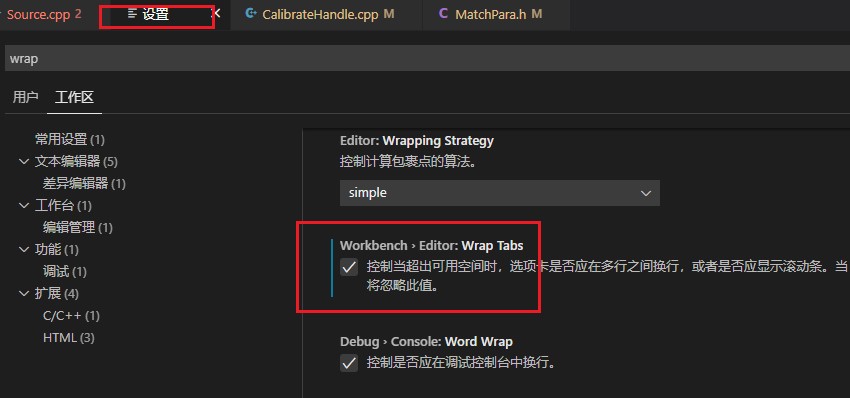 Source.cpp 2
设置
CalibrateHandle.cpp M
MatchPara.h M
wrap
用户 工作区
常用设置 (1)
文本编辑器 (5)
差异编辑器 (1)
工作台 (1)
编辑管理 (1)
功能 (1)
调试 (1)
扩展 (4)
C/C++ (1)
HTML (3)
Editor: Wrapping Strategy
控制计算包裹点的算法。
simple
Workbench › Editor: Wrap Tabs
控制当超出可用空间时，选项卡是否应在多行之间换行，或者是否应显示滚动条。当
将忽略此值。
Debug › Console: Word Wrap
控制是否应在调试控制台中换行。